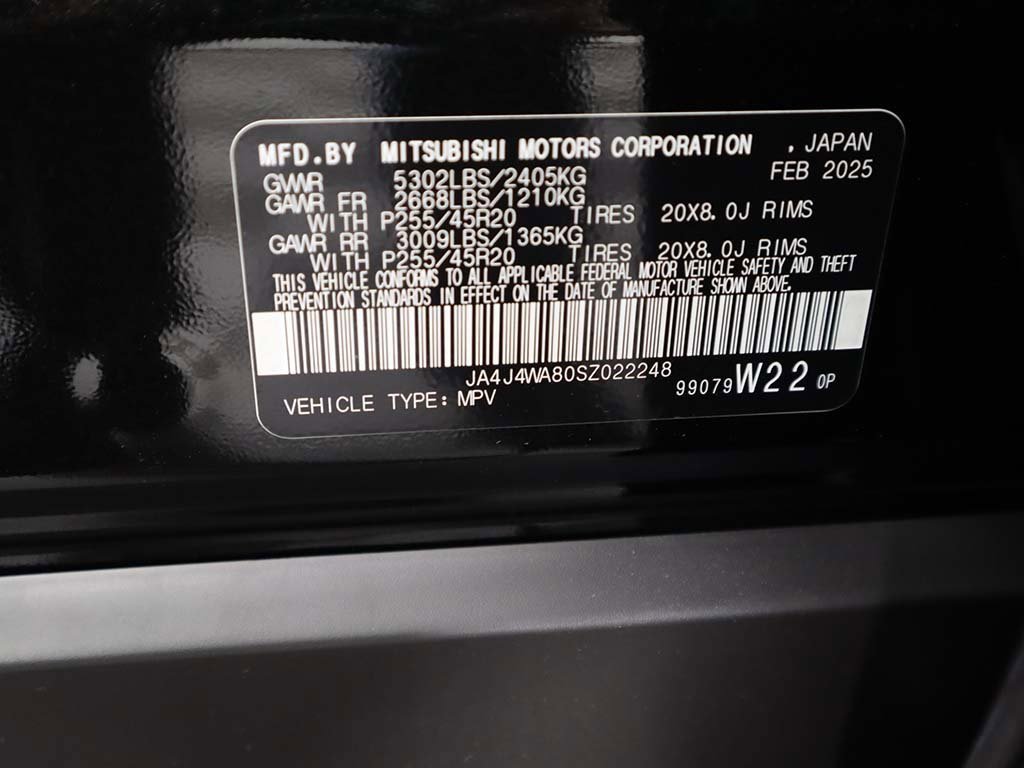 MFD.BY MITSUBISHI MOTORS CORPORATION , JAPAN
FEB 2025
GVWR 5302LBS/2405KG
GAWR FR 2668LBS/1210KG
WITH P255/45R20 TIRES 20X8.0J RIMS
GAWR RR 3009LBS/1365KG
WITH P255/45R20 TIRES 20X8.0J RIMS
THIS VEHICLE CONFORMS TO ALL APPLICABLE FEDERAL MOTOR VEHICLE SAFETY AND THEFT
PREVENTION STANDARDS IN EFFECT ON THE DATE OF MANUFACTURE SHOWN ABOVE.
JA4J4WA80SZ022248
VEHICLE TYPE: MPV 99079 W22 0P